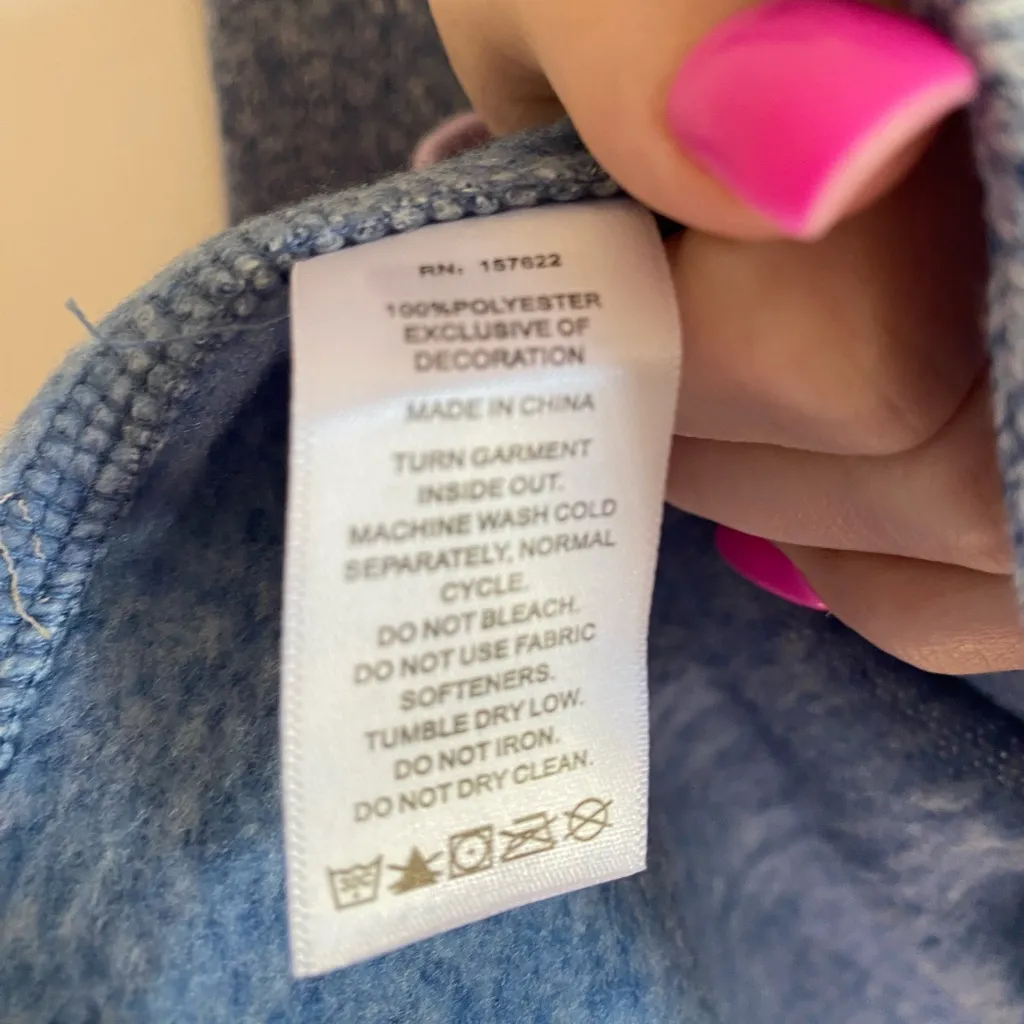 RN: 157622
100%POLYESTER
EXCLUSIVE OF
DECORATION
MADE IN CHINA
TURN GARMENT
INSIDE OUT.
MACHINE WASH COLD
SEPARATELY, NORMAL
CYCLE.
DO NOT BLEACH.
DO NOT USE FABRIC
SOFTENERS.
TUMBLE DRY LOW.
DO NOT IRON.
DO NOT DRY CLEAN.